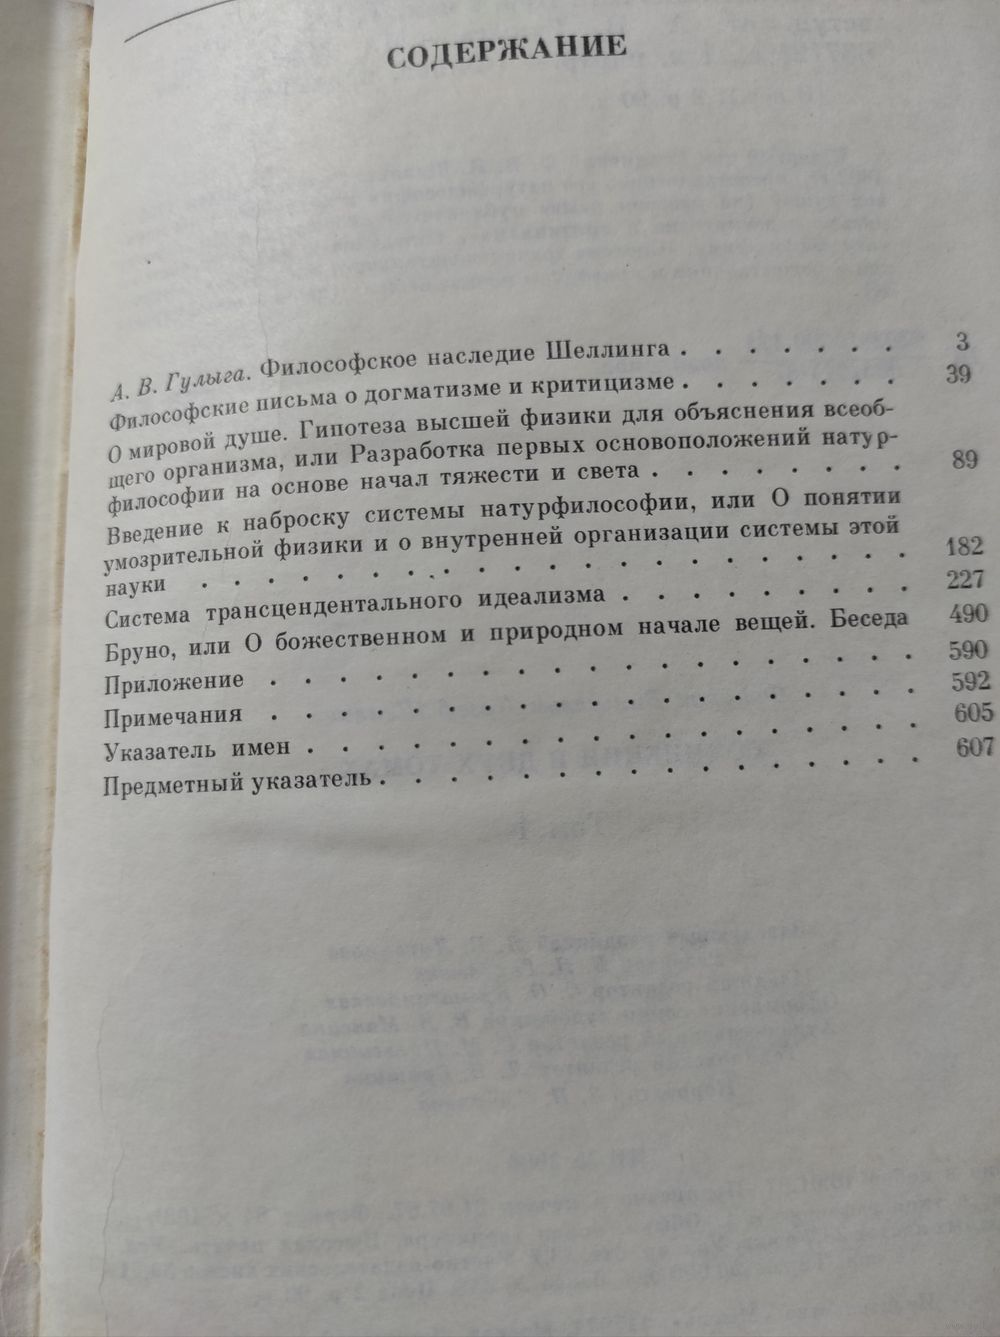 СОДЕРЖАНИЕ
А. В. Гулыга. Философское наследие Шеллинга . . . . . . . 3
Философские письма о догматизме и критицизме . . . . . . . 39
О мировой душе. Гипотеза высшей физики для объяснения всеоб-
щего организма, или Разработка первых основоположений натур-
философии на основе начал тяжести и света . . . . . . . . 89
Введение к наброску системы натурфилософии, или О понятии
умозрительной физики и о внутренней организации системы этой
науки . . . . . . . . . . . . . . . . . . . . . 182
Система трансцендентального идеализма . . . . . . . . . 227
Бруно, или О божественном и природном начале вещей. Беседа 490
Приложение . . . . . . . . . . . . . . . . . . . 590
Примечания . . . . . . . . . . . . . . . . . . . 592
Указатель имен . . . . . . . . . . . . . . . . . . 605
Предметный указатель . . . . . . . . . . . . . . . . 607